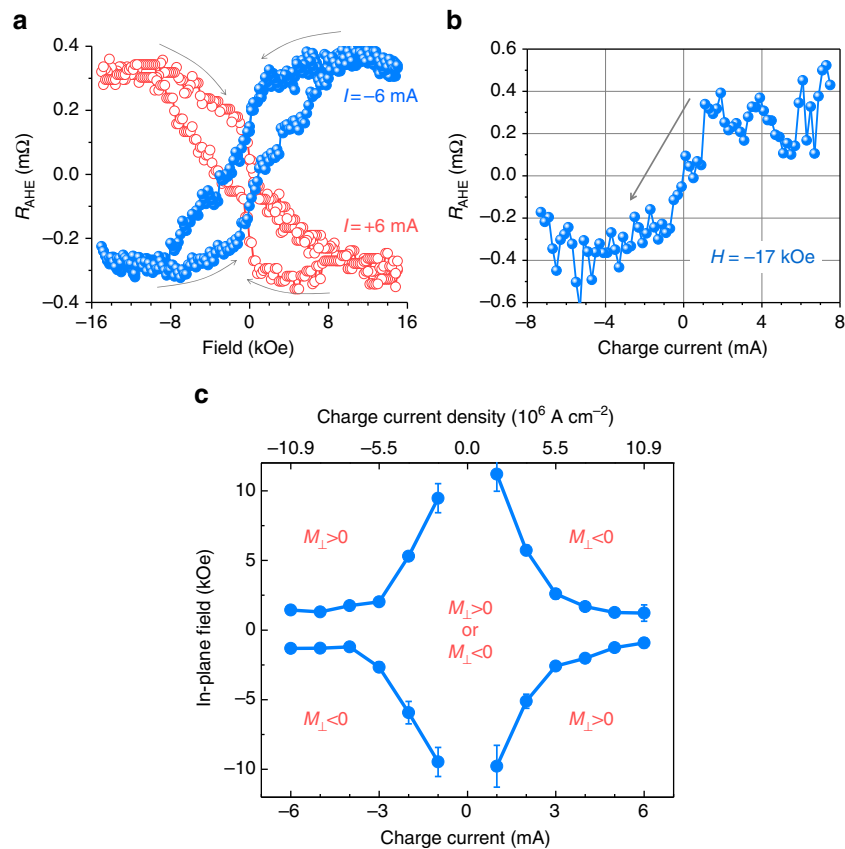 a
0.4
0.2
0.0
−0.2
−0.4
R_AHE (mΩ)
I = −6 mA
I = +6 mA
−16
−8
0
8
16
Field (kOe)
b
0.6
0.4
0.2
0.0
−0.2
−0.4
−0.6
R_AHE (mΩ)
H = −17 kOe
−8
−4
0
4
8
Charge current (mA)
c
Charge current density (10⁶ A cm⁻²)
−10.9
−5.5
0.0
5.5
10.9
10
5
0
−5
−10
In-plane field (kOe)
M⊥>0
M⊥<0
M⊥>0
or
M⊥<0
M⊥<0
M⊥>0
−6
−3
0
3
6
Charge current (mA)